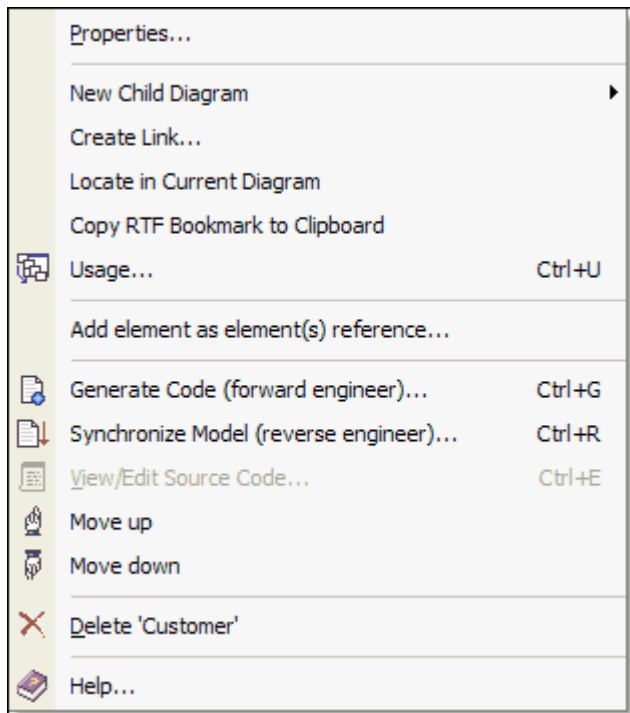 Properties...
New Child Diagram
Create Link...
Locate in Current Diagram
Copy RTF Bookmark to Clipboard
Usage... Ctrl+U
Add element as element(s) reference...
Generate Code (forward engineer)... Ctrl+G
Synchronize Model (reverse engineer)... Ctrl+R
View/Edit Source Code... Ctrl+E
Move up
Move down
Delete 'Customer'
Help...